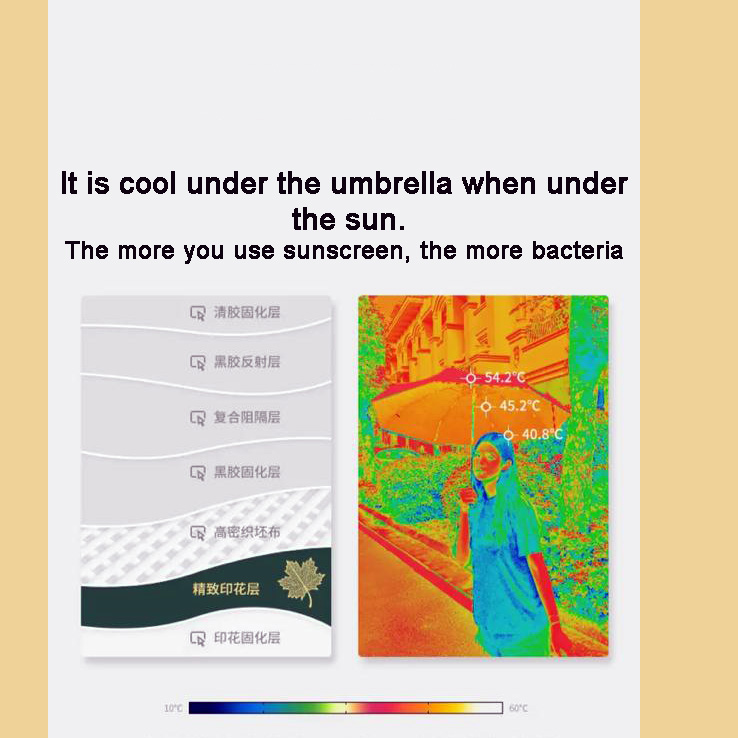 It is cool under the umbrella when under
the sun.
The more you use sunscreen, the more bacteria
清胶固化层
黑胶反射层
复合阻隔层
黑胶固化层
高密织坯布
精致印花层
印花固化层
54.2°C
45.2°C
40.8°C
10°C
60°C